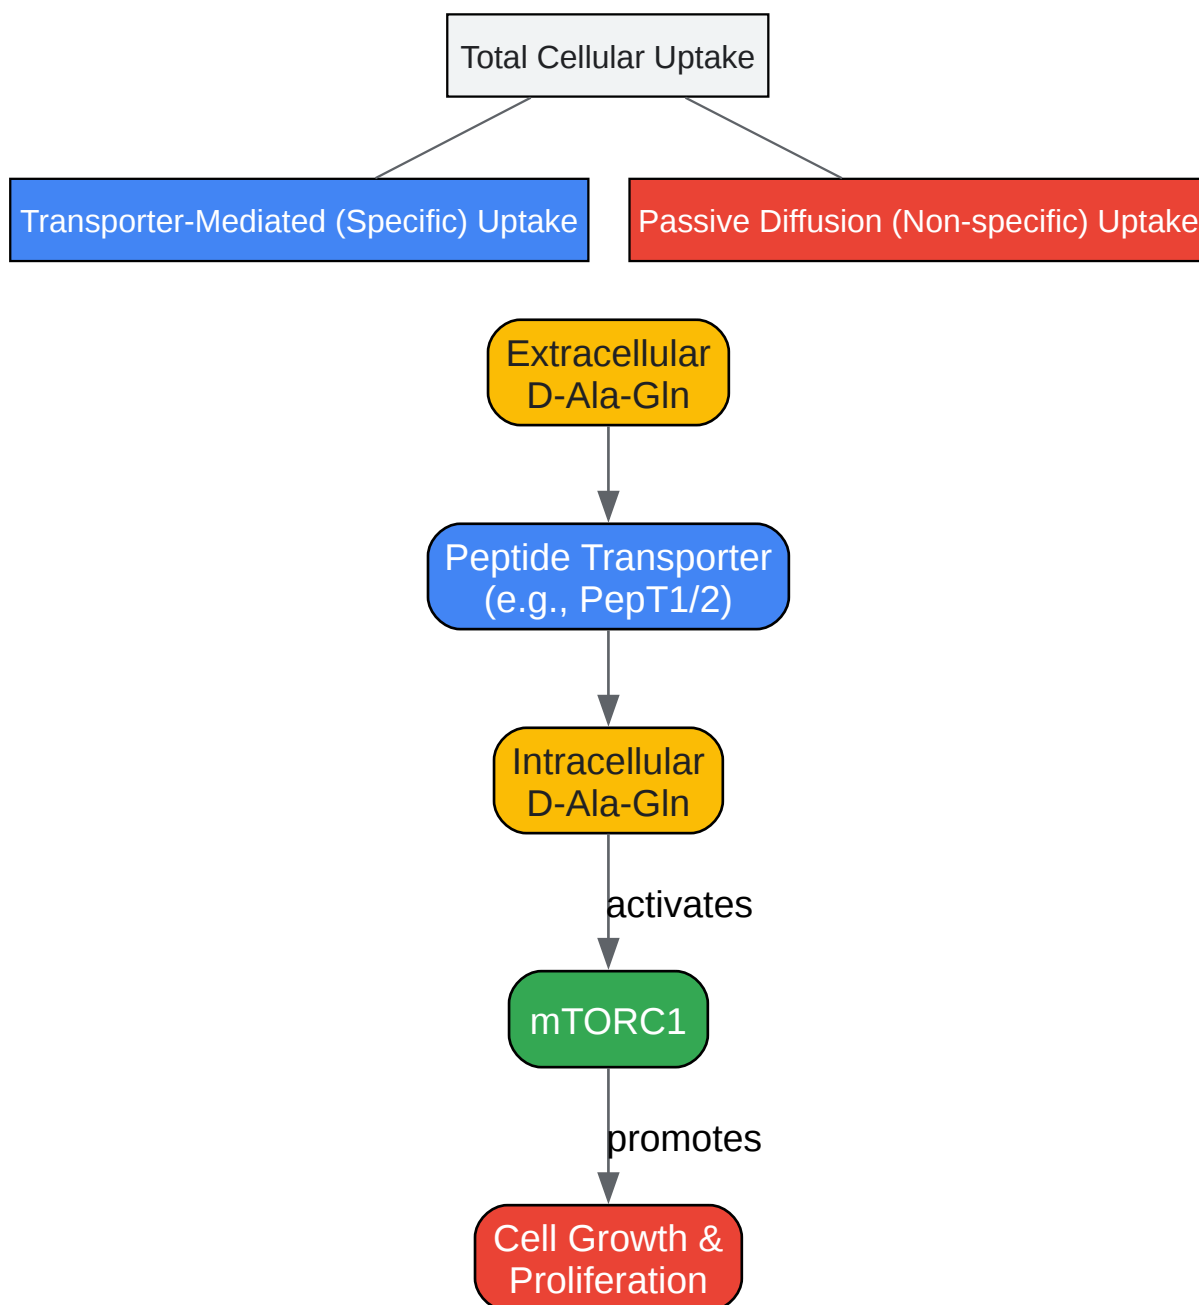 Total Cellular Uptake
Transporter-Mediated (Specific) Uptake
Passive Diffusion (Non-specific) Uptake
Extracellular
D-Ala-Gln
Peptide Transporter
(e.g., PepT1/2)
Intracellular
D-Ala-Gln
activates
mTORC1
promotes
Cell Growth &
Proliferation